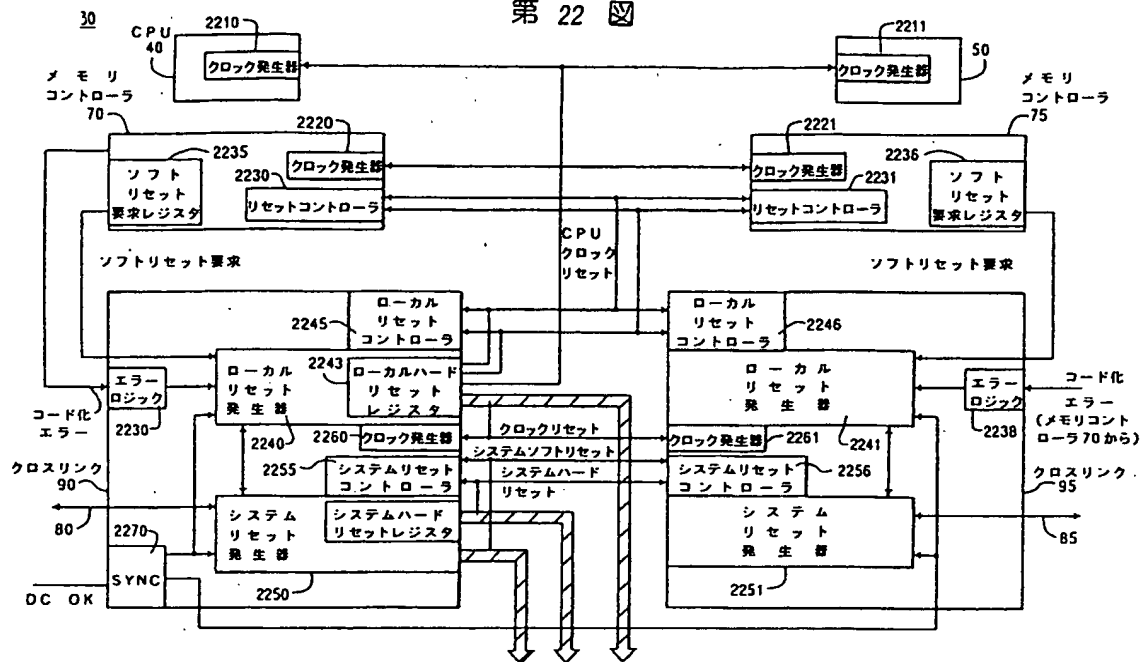 第 22 図
30
CPU
40
2210
クロック発生器
2211
クロック発生器
50
メモリ
コントローラ
70
2235
ソフト
リセット
要求レジスタ
2220
クロック発生器
2230
リセットコントローラ
メモリ
コントローラ
75
2221
クロック発生器
2231
リセットコントローラ
2236
ソフト
リセット
要求レジスタ
CPU
クロック
リセット
ソフトリセット要求
ソフトリセット要求
ローカル
リセット
コントローラ
2245
2243
ローカルハード
リセット
レジスタ
ローカル
リセット
発生器
2240
エラー
ロジック
2230
コード化
エラー
2260
クロック発生器
2255
システムリセット
コントローラ
クロスリンク
90
80
2270
SYNC
DC OK
システム
リセット
発生器
システムハード
リセットレジスタ
2250
クロックリセット
システムソフトリセット
システムハード
リセット
ローカル
リセット
コントローラ
2246
ローカル
リセット
発生器
2241
エラー
ロジック
2238
コード化
エラー
(メモリコント
ローラ70から)
クロック発生器
2261
システムリセット
コントローラ
2256
クロスリンク
95
システム
リセット
発生器
2251
85